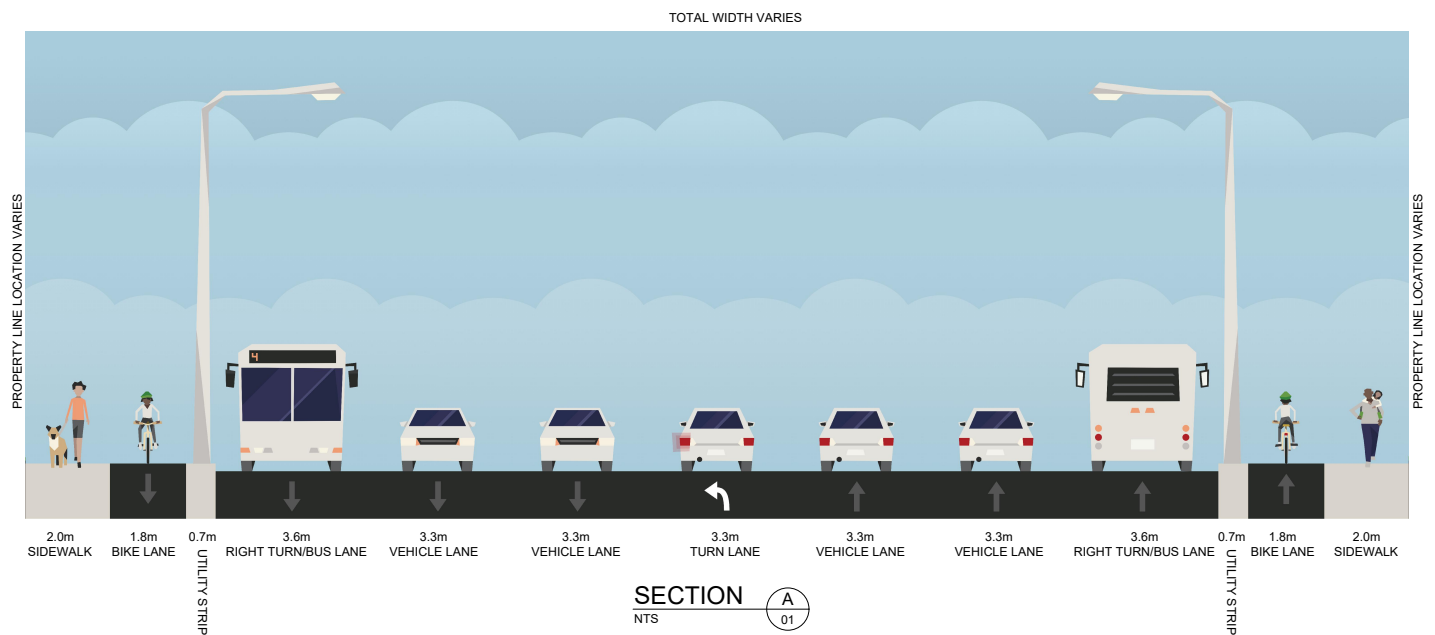 TOTAL WIDTH VARIES
PROPERTY LINE LOCATION VARIES
PROPERTY LINE LOCATION VARIES
4
2.0m
SIDEWALK
1.8m
BIKE LANE
0.7m
UTILITY STRIP
3.6m
RIGHT TURN/BUS LANE
3.3m
VEHICLE LANE
3.3m
VEHICLE LANE
3.3m
TURN LANE
3.3m
VEHICLE LANE
3.3m
VEHICLE LANE
3.6m
RIGHT TURN/BUS LANE
0.7m
UTILITY STRIP
1.8m
BIKE LANE
2.0m
SIDEWALK
SECTION
NTS
A
01